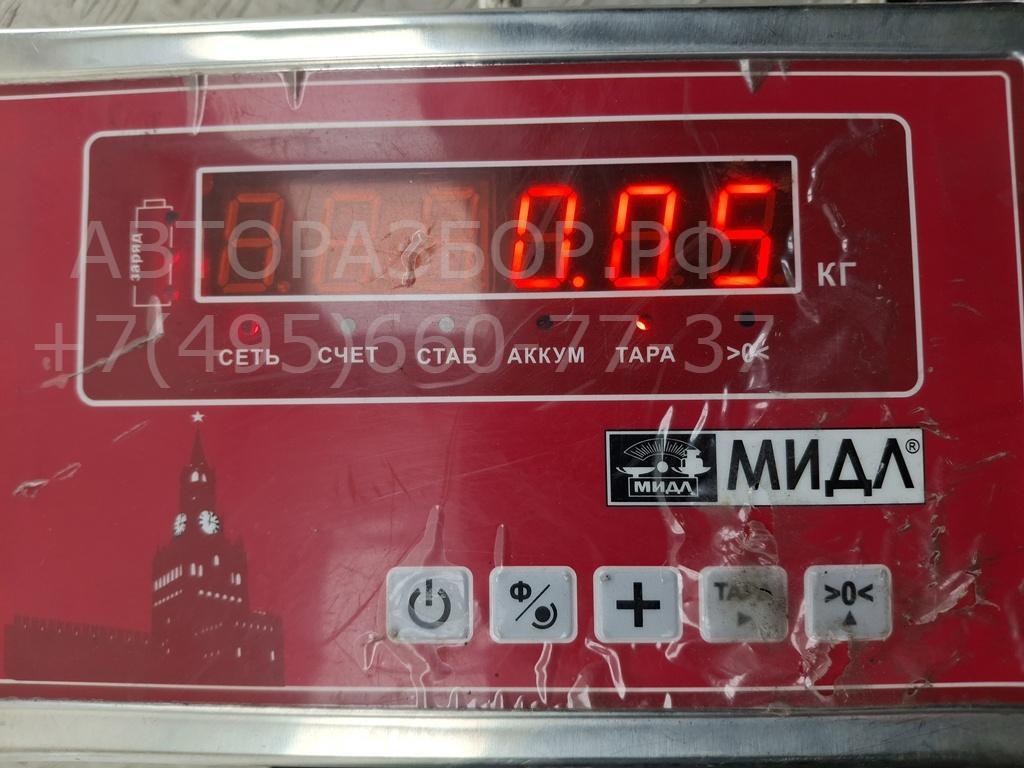 0.05
КГ
заряд
АВТОРАЗБОР.РФ
+7(495)660-77-37
СЕТЬ СЧЕТ СТАБ АККУМ ТАРА >0<
МИДЛ МИДЛ®
Ф + ТАРА >0<